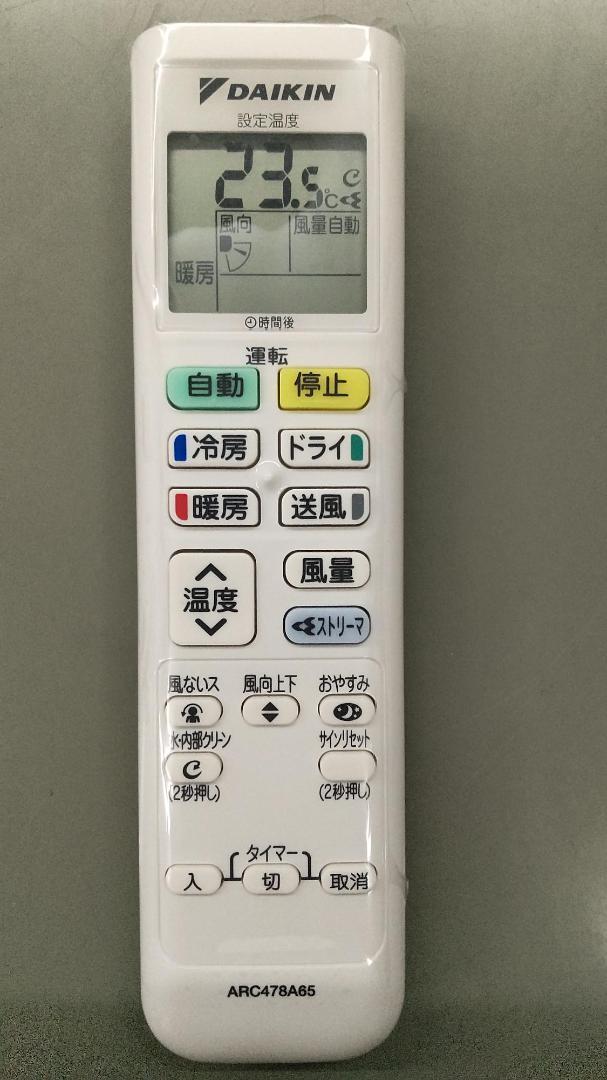 DAIKIN
設定温度
23.5℃
風向 風量自動
暖房
時間後
運転
自動 停止
冷房 ドライ
暖房 送風
温度 風量
ストリーマ
風ないス 風向上下 おやすみ
水・内部クリーン サインリセット
(2秒押し) (2秒押し)
タイマー
入 切 取消
ARC478A65